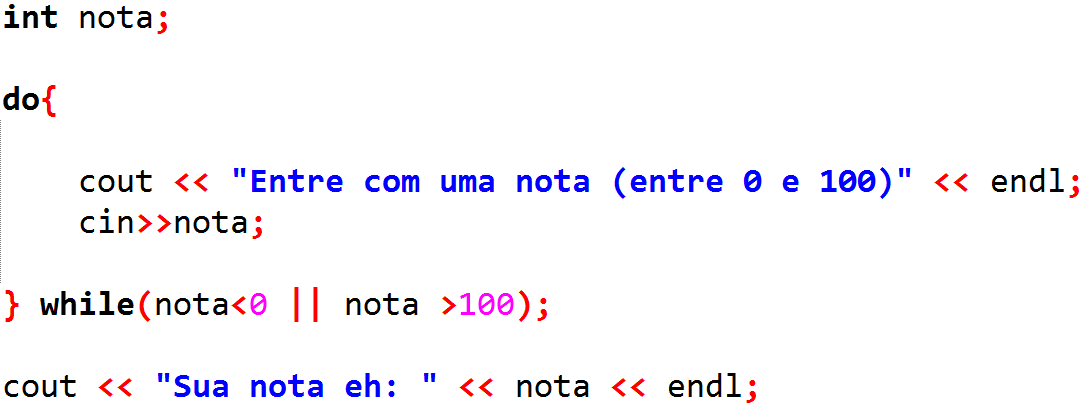 int nota;
do{
cout << "Entre com uma nota (entre 0 e 100)" << endl;
cin>>nota;
} while(nota<0 || nota >100);
cout << "Sua nota eh: " << nota << endl;